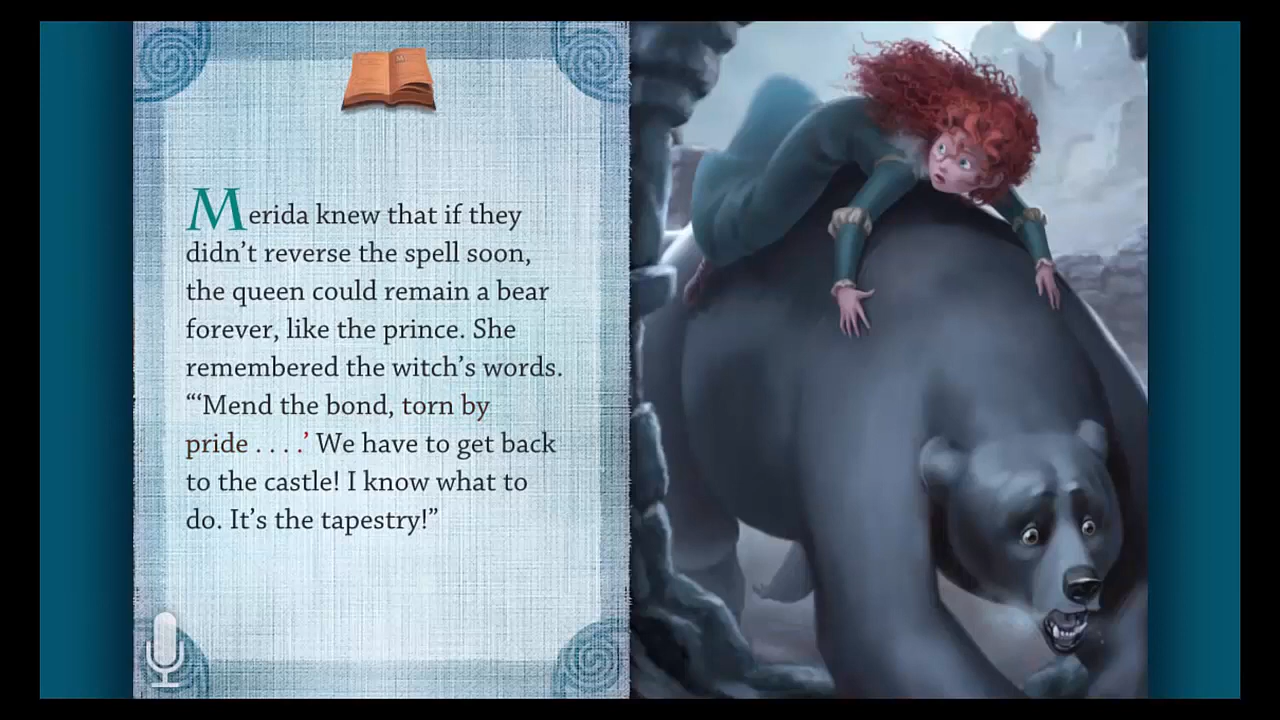 Merida knew that if they
didn’t reverse the spell soon,
the queen could remain a bear
forever, like the prince. She
remembered the witch’s words.
“‘Mend the bond, torn by
pride . . . .’ We have to get back
to the castle! I know what to
do. It’s the tapestry!”